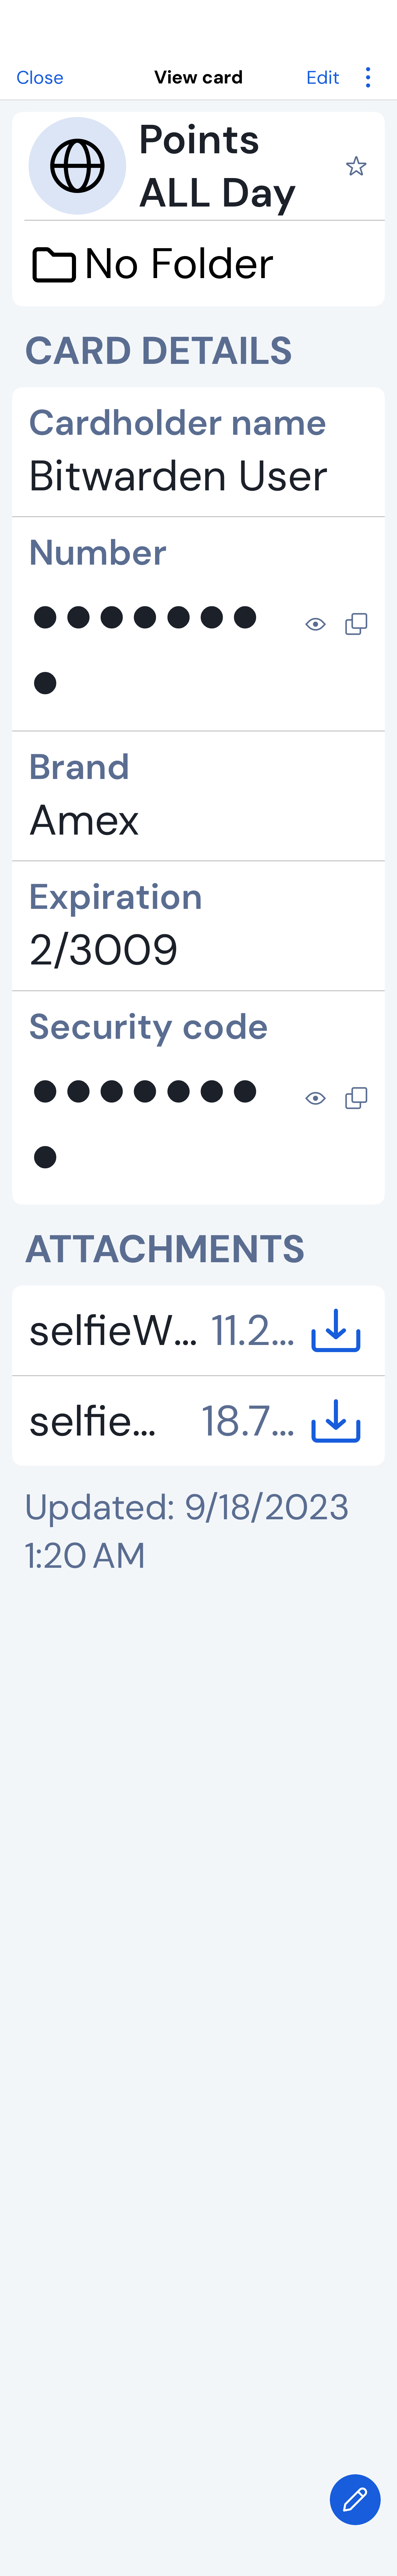 Close View card Edit
Points
ALL Day
No Folder
CARD DETAILS
Cardholder name
Bitwarden User
Number
●●●●●●●
●
Brand
Amex
Expiration
2/3009
Security code
●●●●●●●
●
ATTACHMENTS
selfieW... 11.2...
selfie... 18.7...
Updated: 9/18/2023
1:20 AM